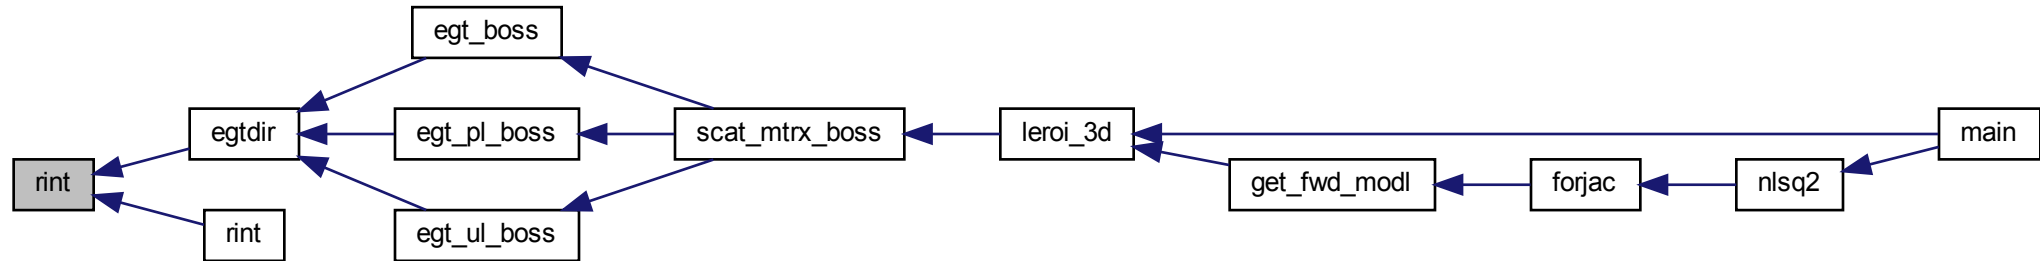 rint
rint
egtdir
egt_boss
egt_pl_boss
egt_ul_boss
scat_mtrx_boss
leroi_3d
get_fwd_modl
forjac
nlsq2
main